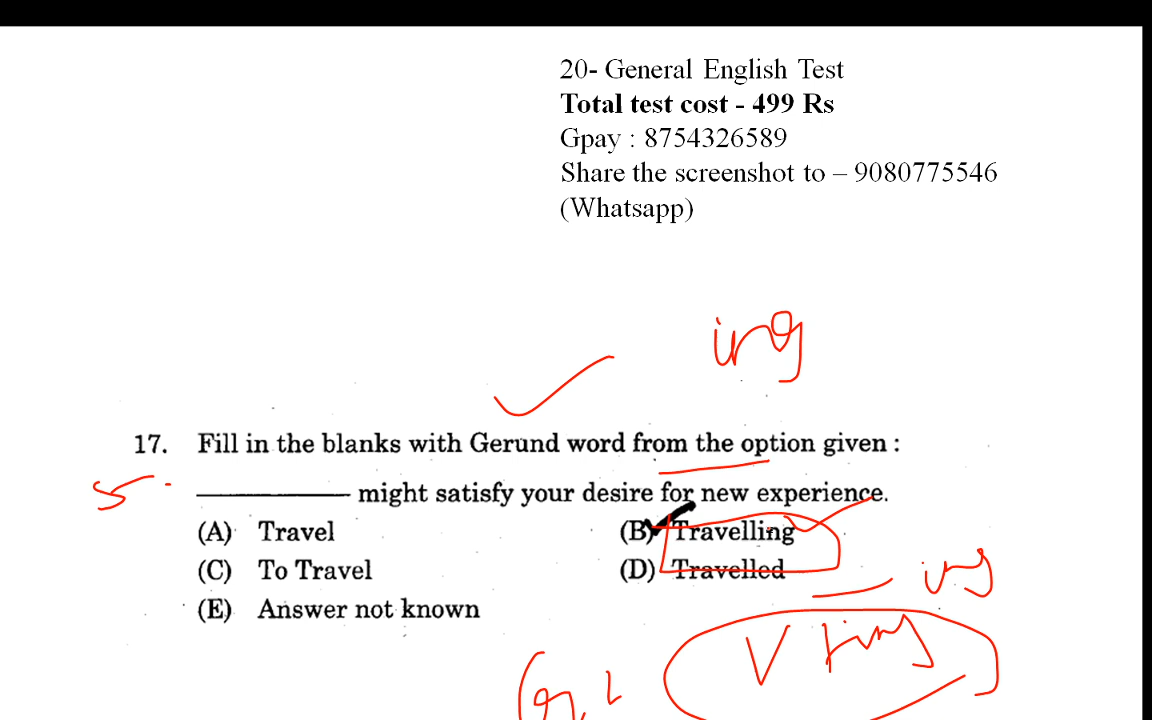 20- General English Test
Total test cost - 499 Rs
Gpay : 8754326589
Share the screenshot to – 9080775546
(Whatsapp)
ing
17. Fill in the blanks with Gerund word from the option given :
____________ might satisfy your desire for new experience.
(A) Travel (B) Travelling
(C) To Travel (D) Travelled
(E) Answer not known
ing
V +ing